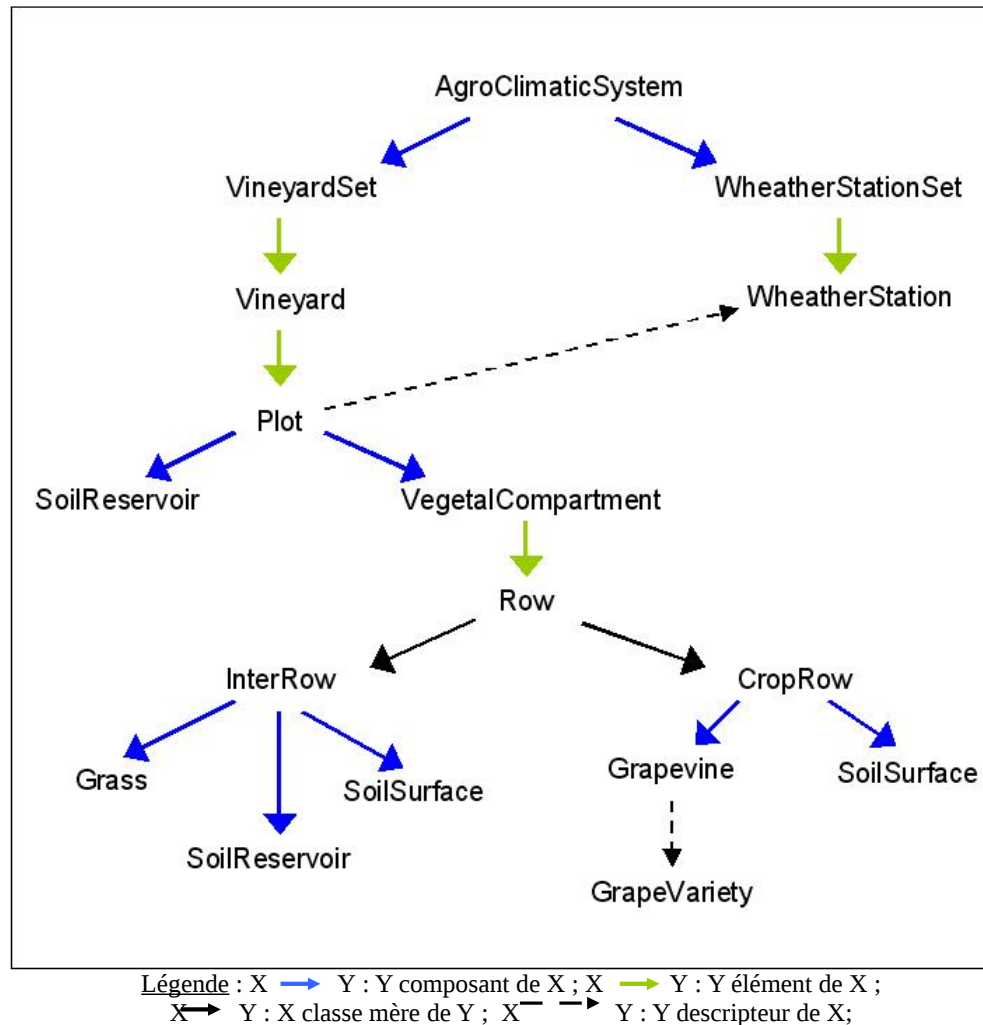 AgroClimaticSystem
VineyardSet
WheatherStationSet
Vineyard
WheatherStation
Plot
SoilReservoir
VegetalCompartment
Row
InterRow
CropRow
Grass
SoilSurface
Grapevine
SoilSurface
SoilReservoir
GrapeVariety
Légende : X Y : Y composant de X ; X Y : Y élément de X ;
X Y : X classe mère de Y ; X Y : Y descripteur de X;